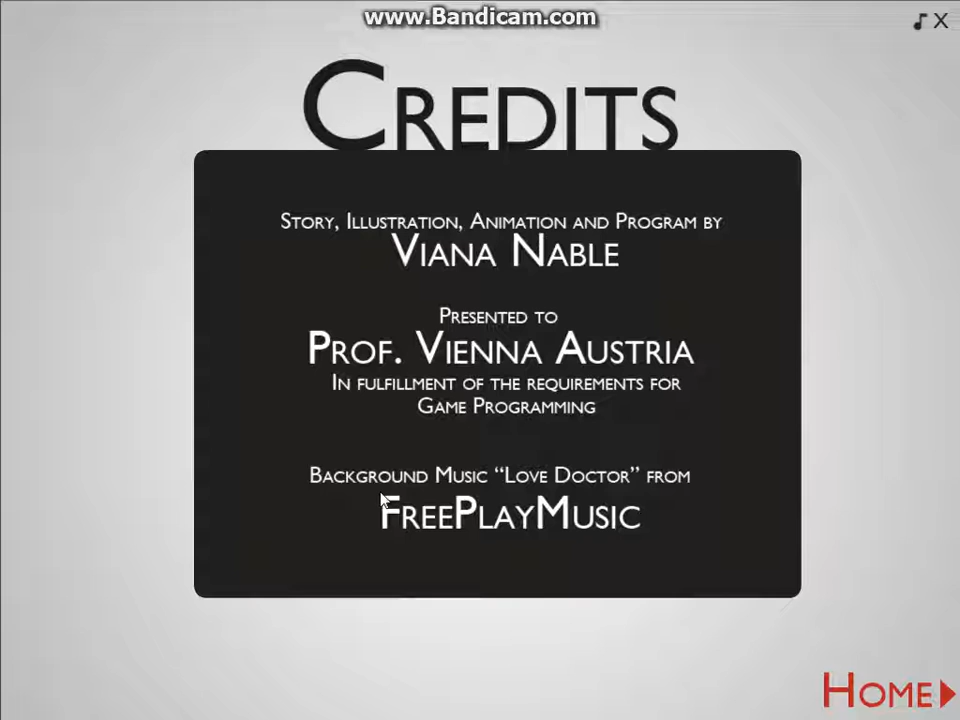 www.Bandicam.com
X
CREDITS
STORY, ILLUSTRATION, ANIMATION AND PROGRAM BY
VIANA NABLE
PRESENTED TO
PROF. VIENNA AUSTRIA
IN FULFILLMENT OF THE REQUIREMENTS FOR
GAME PROGRAMMING
BACKGROUND MUSIC “LOVE DOCTOR” FROM
FREEPLAYMUSIC
HOME